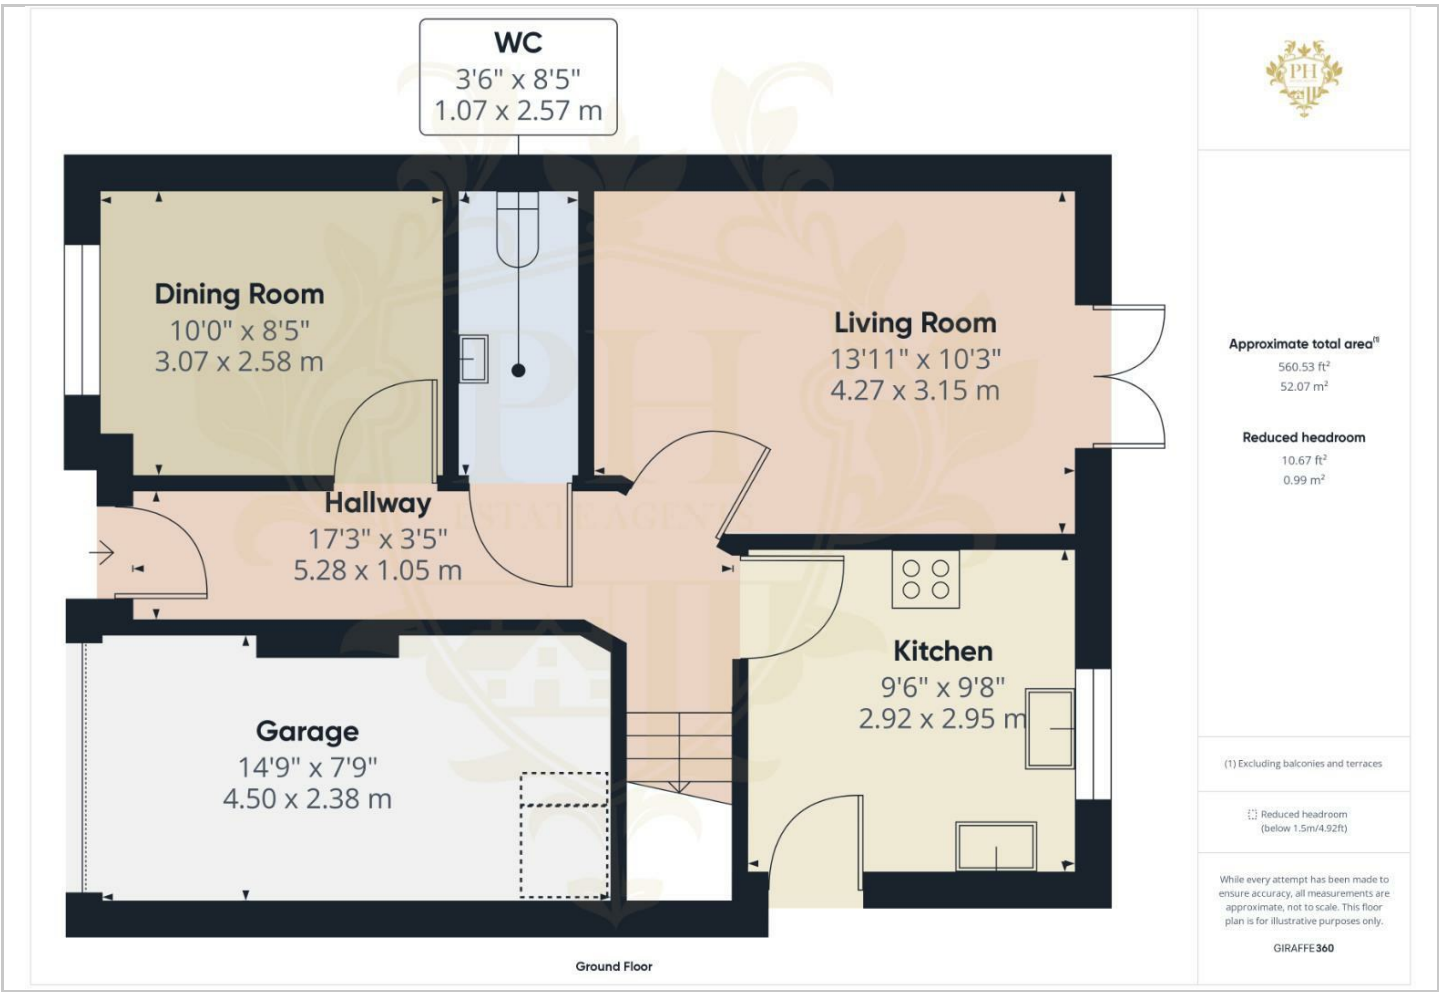 WC
3'6" x 8'5"
1.07 x 2.57 m
Dining Room
10'0" x 8'5"
3.07 x 2.58 m
Living Room
13'11" x 10'3"
4.27 x 3.15 m
Hallway
17'3" x 3'5"
5.28 x 1.05 m
Kitchen
9'6" x 9'8"
2.92 x 2.95 m
Garage
14'9" x 7'9"
4.50 x 2.38 m
PH
ESTATE AGENTS
Ground Floor
PH
Approximate total area(1)
560.53 ft²
52.07 m²
Reduced headroom
10.67 ft²
0.99 m²
(1) Excluding balconies and terraces
Reduced headroom
(below 1.5m/4.92ft)
While every attempt has been made to
ensure accuracy, all measurements are
approximate, not to scale. This floor
plan is for illustrative purposes only.
GIRAFFE360